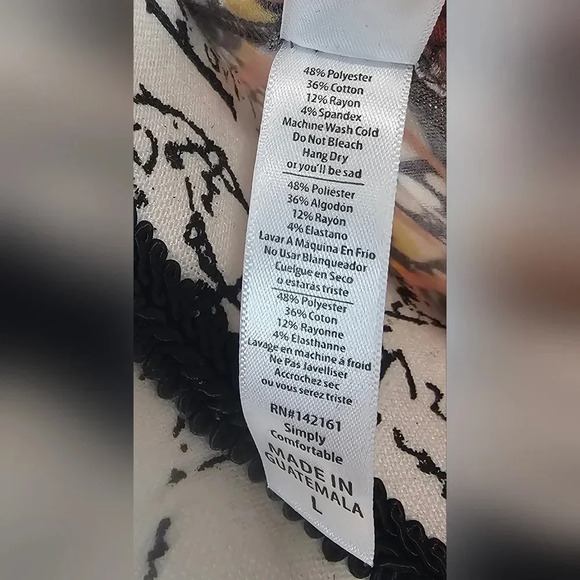 48% Polyester
36% Cotton
12% Rayon
4% Spandex
Machine Wash Cold
Do Not Bleach
Hang Dry
or you'll be sad
48% Poliéster
36% Algodón
12% Rayón
4% Elastano
Lavar A Máquina En Frio
No Usar Blanqueador
Cuelgue en Seco
o estarás triste
48% Polyester
36% Coton
12% Rayonne
4% Élasthanne
Lavage en machine á froid
Ne Pas Javelliser
Accrochez sec
ou vous serez triste
RN#142161
Simply
Comfortable
MADE IN
GUATEMALA
L